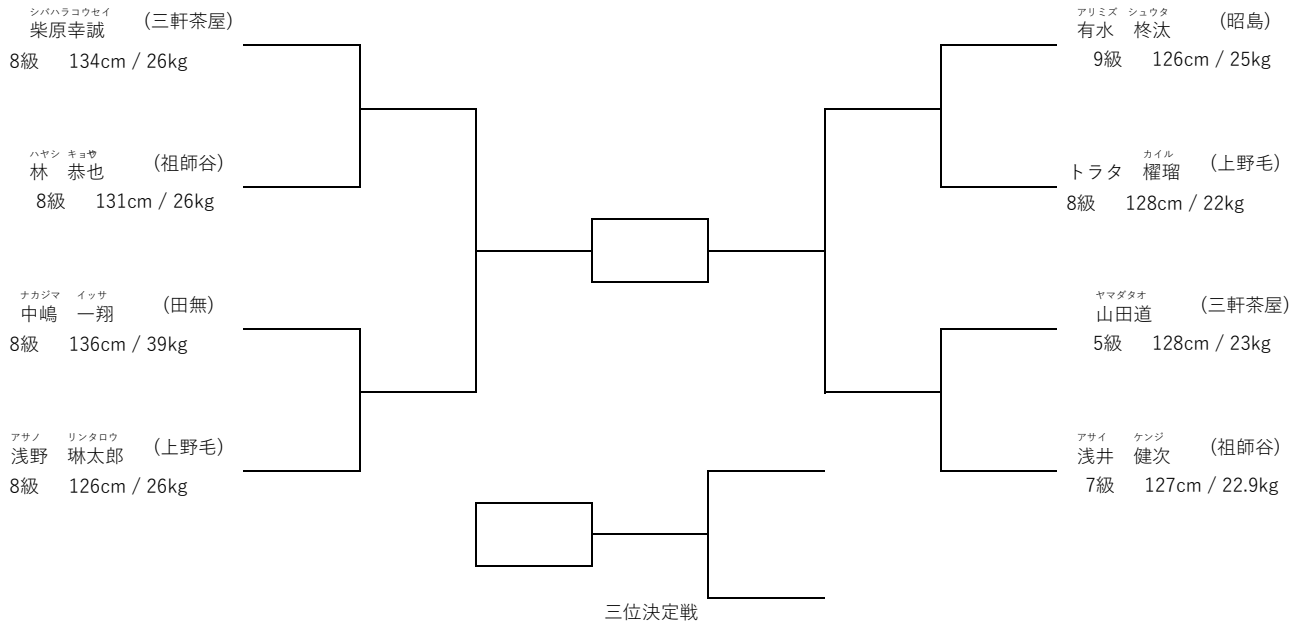 シバハラコウセイ
柴原幸誠 (三軒茶屋)
8級 134cm / 26kg
ハヤシ キョウヤ
林 恭也 (祖師谷)
8級 131cm / 26kg
ナカジマ イッサ
中嶋 一翔 (田無)
8級 136cm / 39kg
アサノ リンタロウ
浅野 琳太郎 (上野毛)
8級 126cm / 26kg
アリミズ シュウタ
有水 柊汰 (昭島)
9級 126cm / 25kg
カイル
トラタ 櫂瑠 (上野毛)
8級 128cm / 22kg
ヤマダタオ
山田道 (三軒茶屋)
5級 128cm / 23kg
アサイ ケンジ
浅井 健次 (祖師谷)
7級 127cm / 22.9kg
三位決定戦